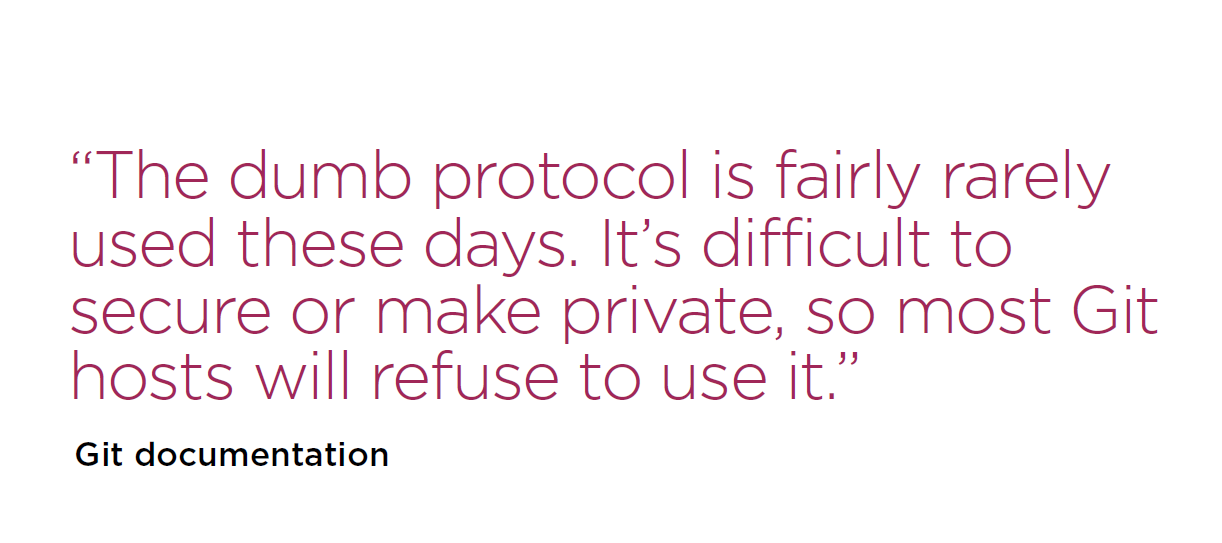 “The dumb protocol is fairly rarely
used these days. It’s difficult to
secure or make private, so most Git
hosts will refuse to use it.”
Git documentation